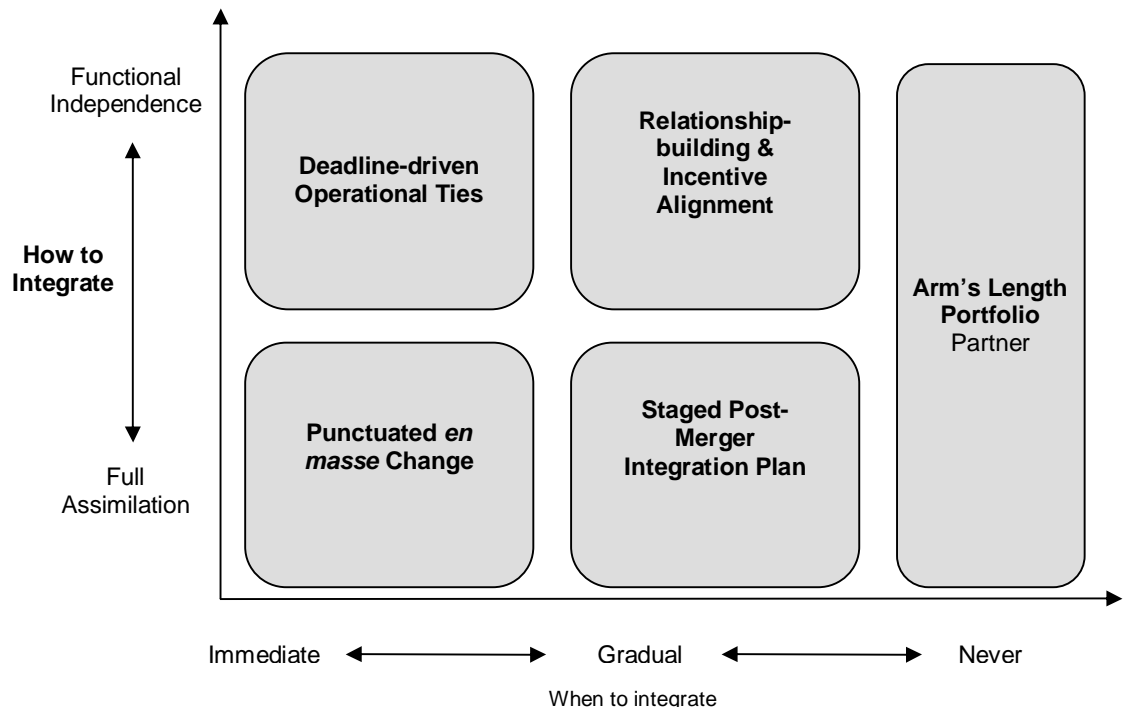 Functional
Independence
How to
Integrate
Full
Assimilation
Deadline-driven
Operational Ties
Relationship-
building &
Incentive
Alignment
Arm’s Length
Portfolio
Partner
Punctuated en
masse Change
Staged Post-
Merger
Integration Plan
Immediate
Gradual
Never
When to integrate